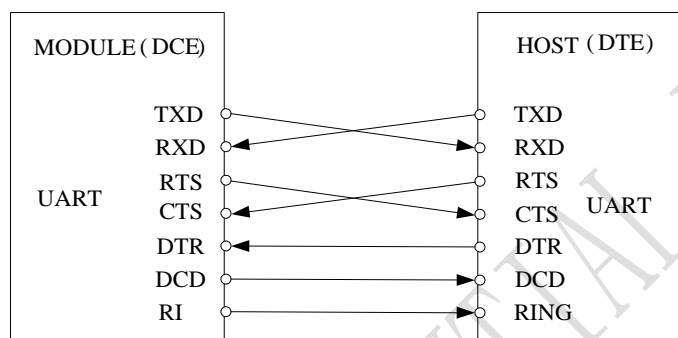 MODULE (DCE)
HOST (DTE)
TXD
TXD
RXD
RXD
RTS
RTS
UART
UART
CTS
CTS
DTR
DTR
DCD
DCD
RI
RING